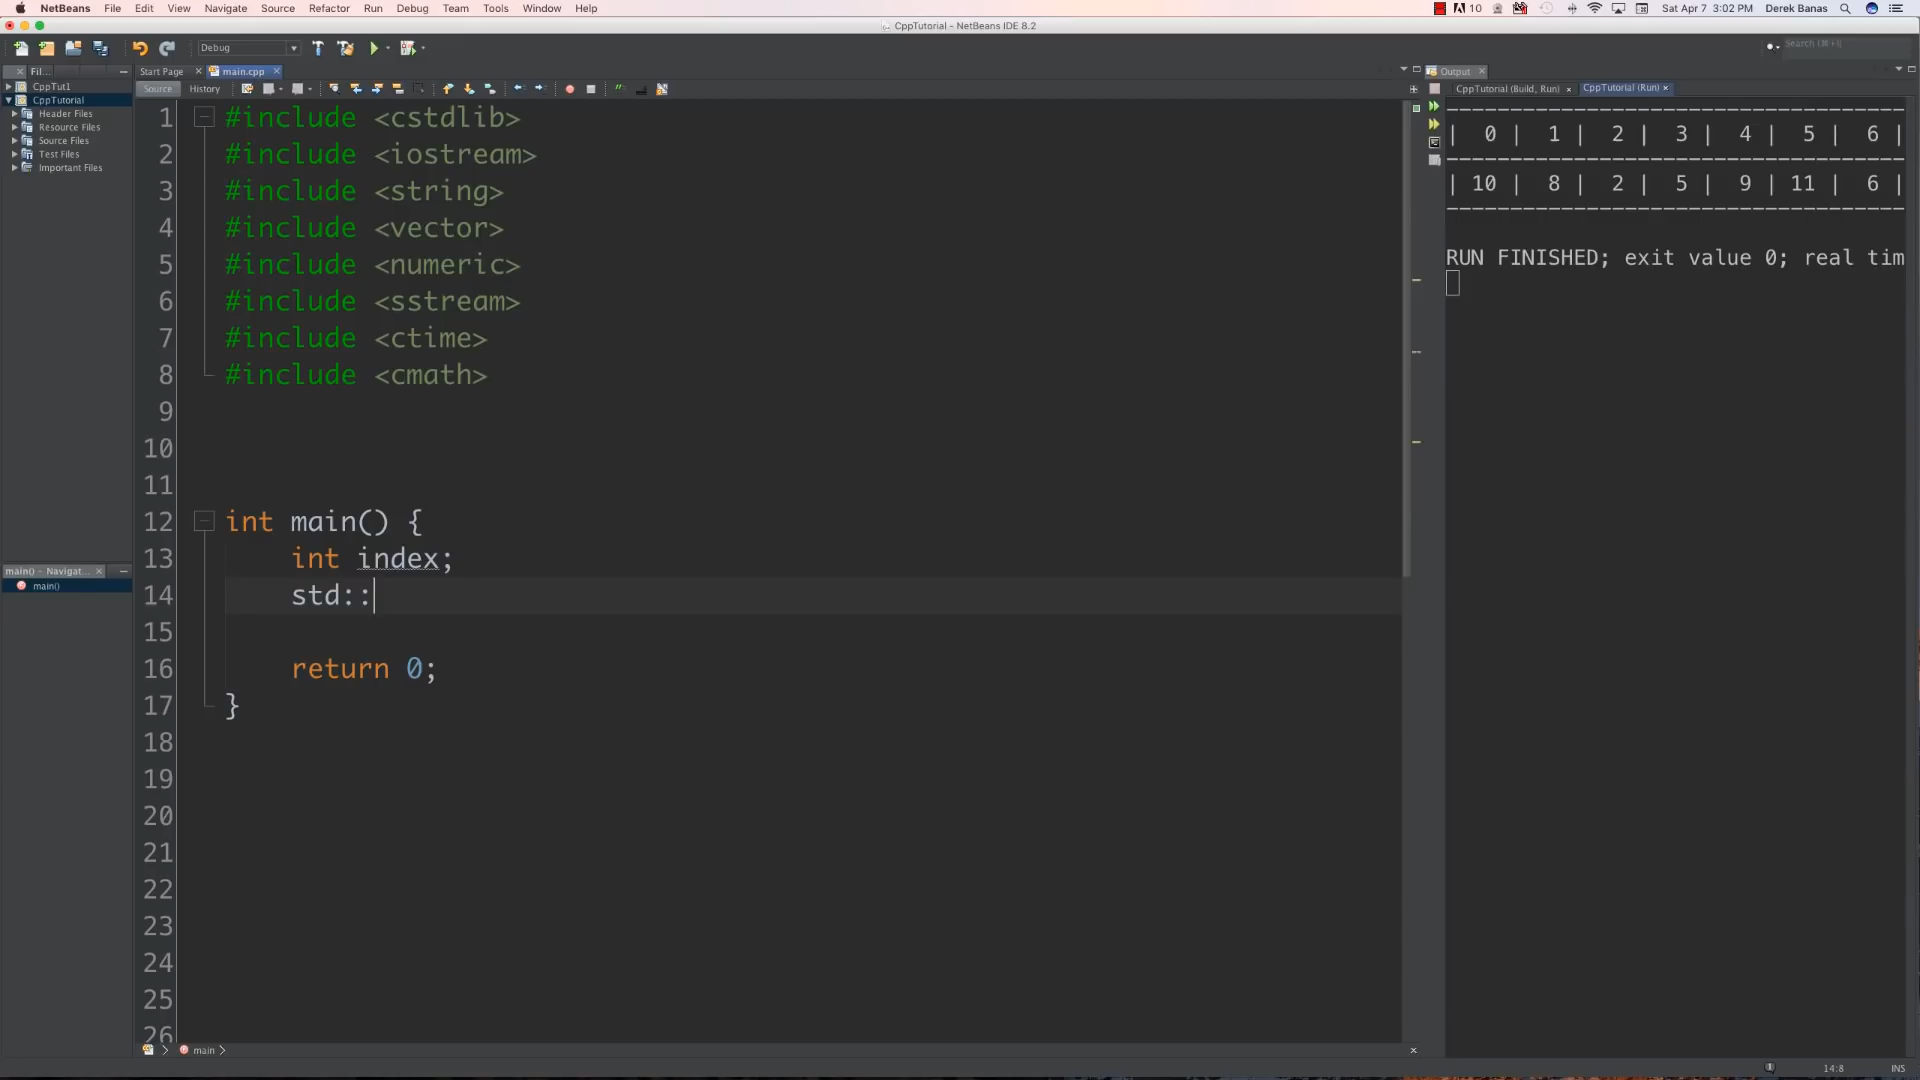 NetBeans File Edit View Navigate Source Refactor Run Debug Team Tools Window Help 10 Sat Apr 7 3:02 PM Derek Banas
CppTutorial - NetBeans IDE 8.2
Debug Search (⌘+I)
Fil... Start Page main.cpp Output
Source History CppTutorial (Build, Run) CppTutorial (Run)
CppTut1
CppTutorial
Header Files
Resource Files
Source Files
Test Files
Important Files
main() - Navigat...
main()
1 #include <cstdlib>
2 #include <iostream>
3 #include <string>
4 #include <vector>
5 #include <numeric>
6 #include <sstream>
7 #include <ctime>
8 #include <cmath>
9
10
11
12 int main() {
13 int index;
14 std::
15
16 return 0;
17 }
18
19
20
21
22
23
24
25
26
main
---------------------------
| 0 | 1 | 2 | 3 | 4 | 5 | 6 |
---------------------------
| 10 | 8 | 2 | 5 | 9 | 11 | 6 |
---------------------------
RUN FINISHED; exit value 0; real tim
14:8 INS